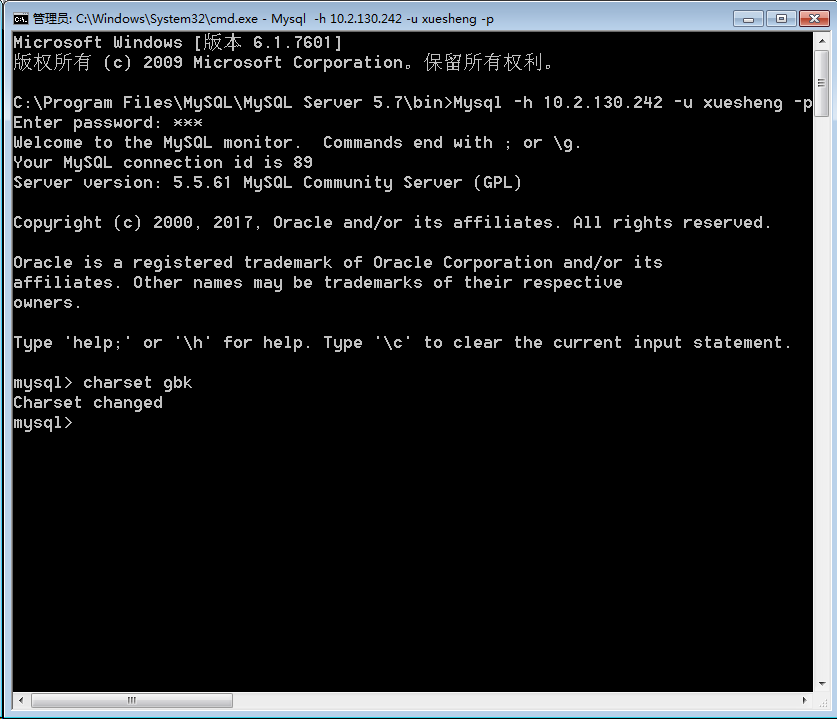 管理员: C:\Windows\System32\cmd.exe - Mysql  -h 10.2.130.242 -u xuesheng -p
Microsoft Windows [版本 6.1.7601]
版权所有 (c) 2009 Microsoft Corporation。保留所有权利。
C:\Program Files\MySQL\MySQL Server 5.7\bin>Mysql -h 10.2.130.242 -u xuesheng -p
Enter password: ***
Welcome to the MySQL monitor.  Commands end with ; or \g.
Your MySQL connection id is 89
Server version: 5.5.61 MySQL Community Server (GPL)
Copyright (c) 2000, 2017, Oracle and/or its affiliates. All rights reserved.
Oracle is a registered trademark of Oracle Corporation and/or its
affiliates. Other names may be trademarks of their respective
owners.
Type 'help;' or '\h' for help. Type '\c' to clear the current input statement.
mysql> charset gbk
Charset changed
mysql>